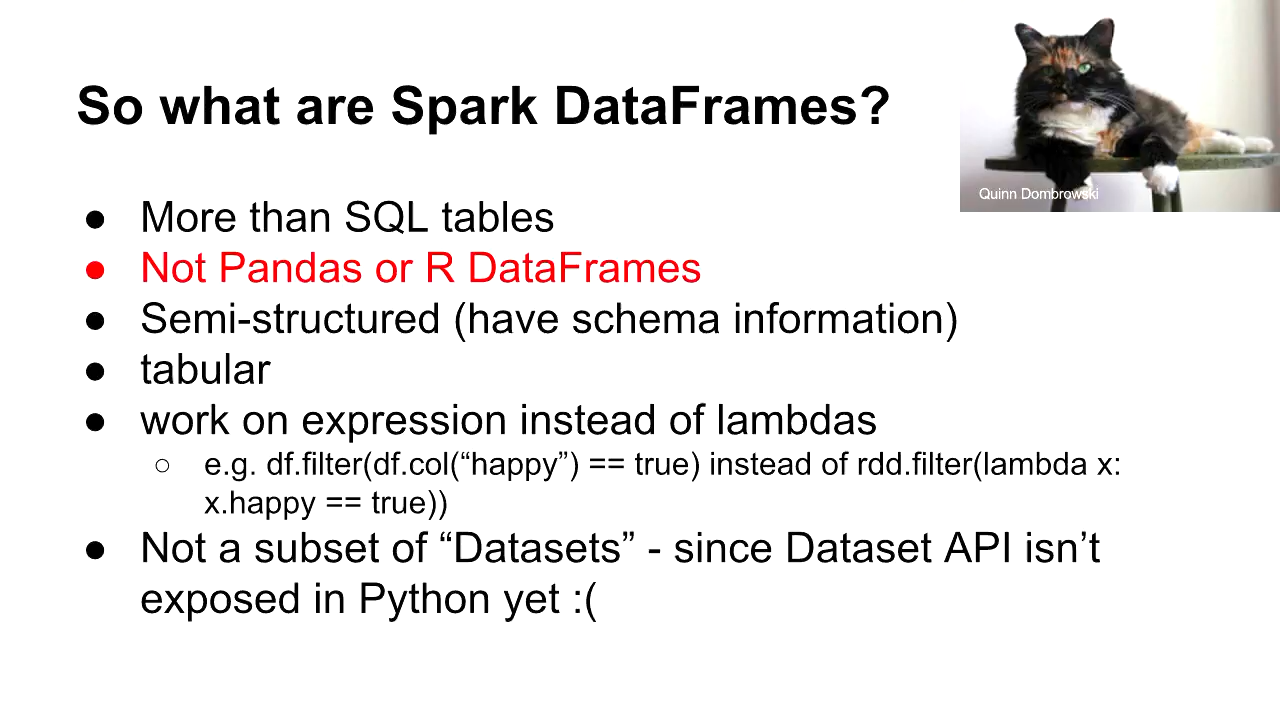 So what are Spark DataFrames?
Quinn Dombrowski
● More than SQL tables
● Not Pandas or R DataFrames
● Semi-structured (have schema information)
● tabular
● work on expression instead of lambdas
○ e.g. df.filter(df.col(“happy”) == true) instead of rdd.filter(lambda x:
x.happy == true))
● Not a subset of “Datasets” - since Dataset API isn’t
exposed in Python yet :(